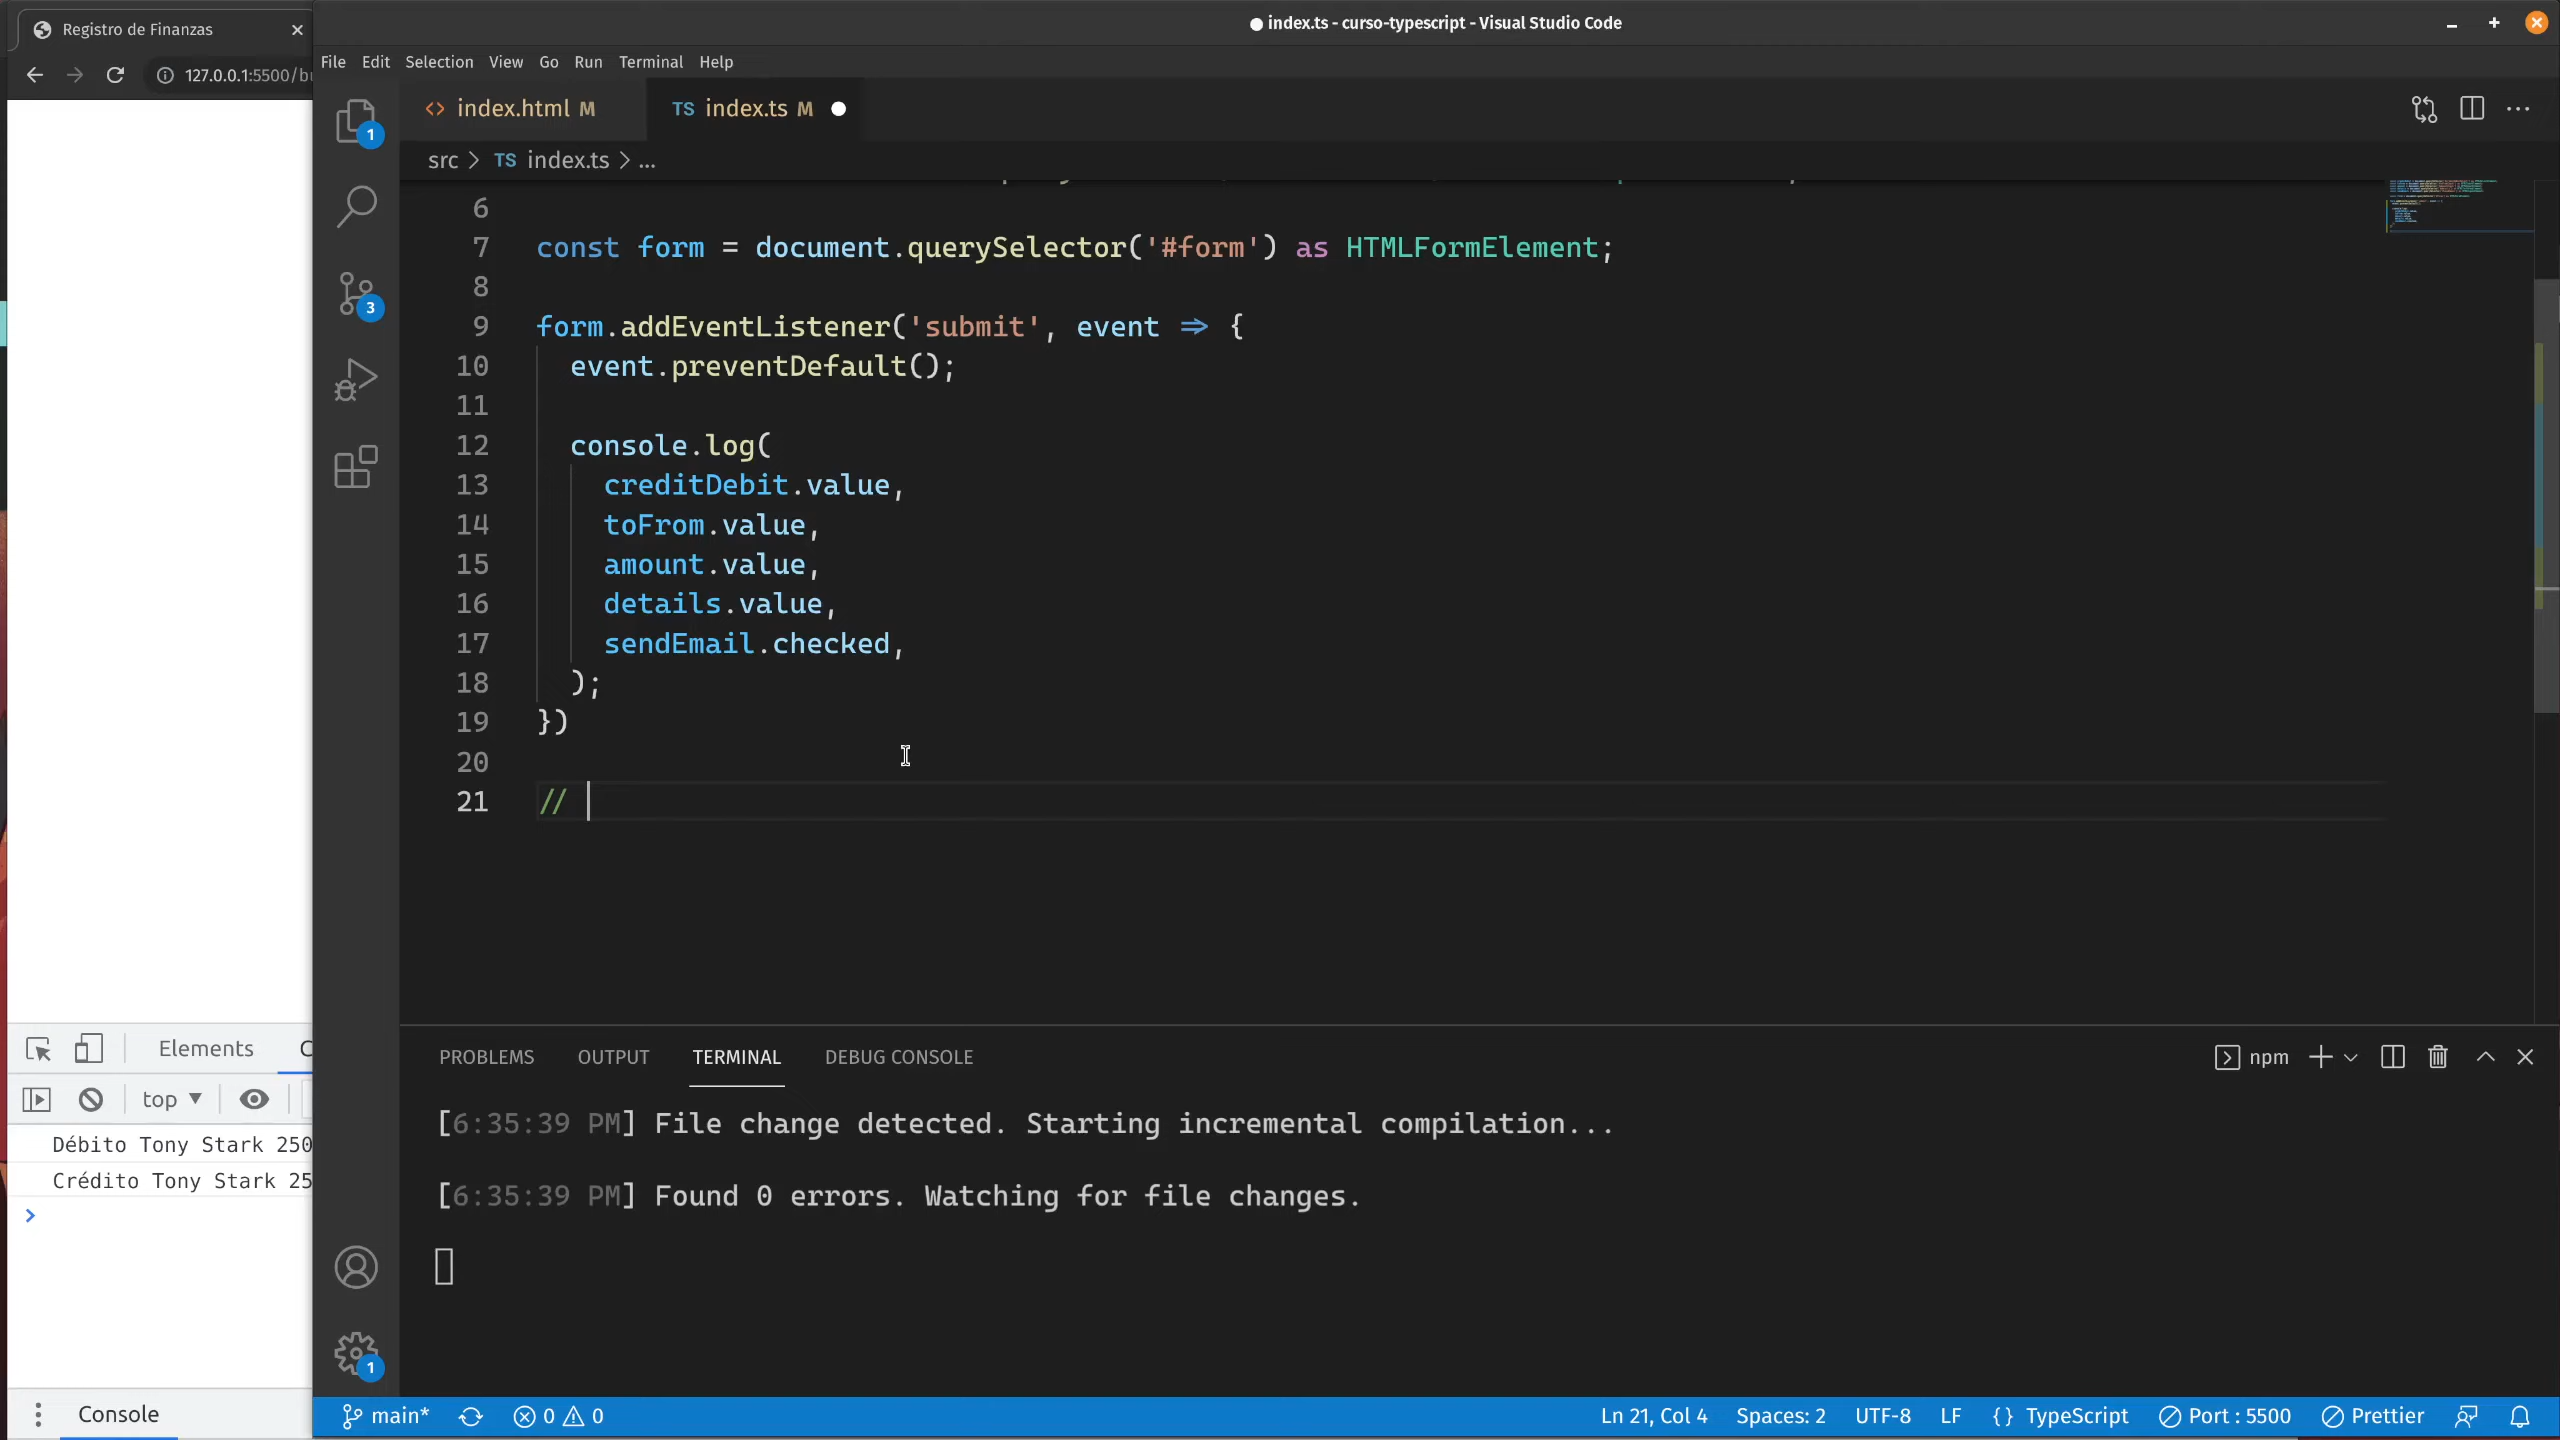 Registro de Finanzas
127.0.0.1:5500/bu
index.ts - curso-typescript - Visual Studio Code
File Edit Selection View Go Run Terminal Help
index.html M
TS index.ts M
src > TS index.ts > ...
6
7 const form = document.querySelector('#form') as HTMLFormElement;
8
9 form.addEventListener('submit', event => {
10 event.preventDefault();
11
12 console.log(
13 creditDebit.value,
14 toFrom.value,
15 amount.value,
16 details.value,
17 sendEmail.checked,
18 );
19 })
20
21 //
1
3
1
PROBLEMS OUTPUT TERMINAL DEBUG CONSOLE
npm
[6:35:39 PM] File change detected. Starting incremental compilation...
[6:35:39 PM] Found 0 errors. Watching for file changes.
Elements C
top
Débito Tony Stark 250
Crédito Tony Stark 25
>
Console
main* 0 0 Ln 21, Col 4 Spaces: 2 UTF-8 LF {} TypeScript Port : 5500 Prettier